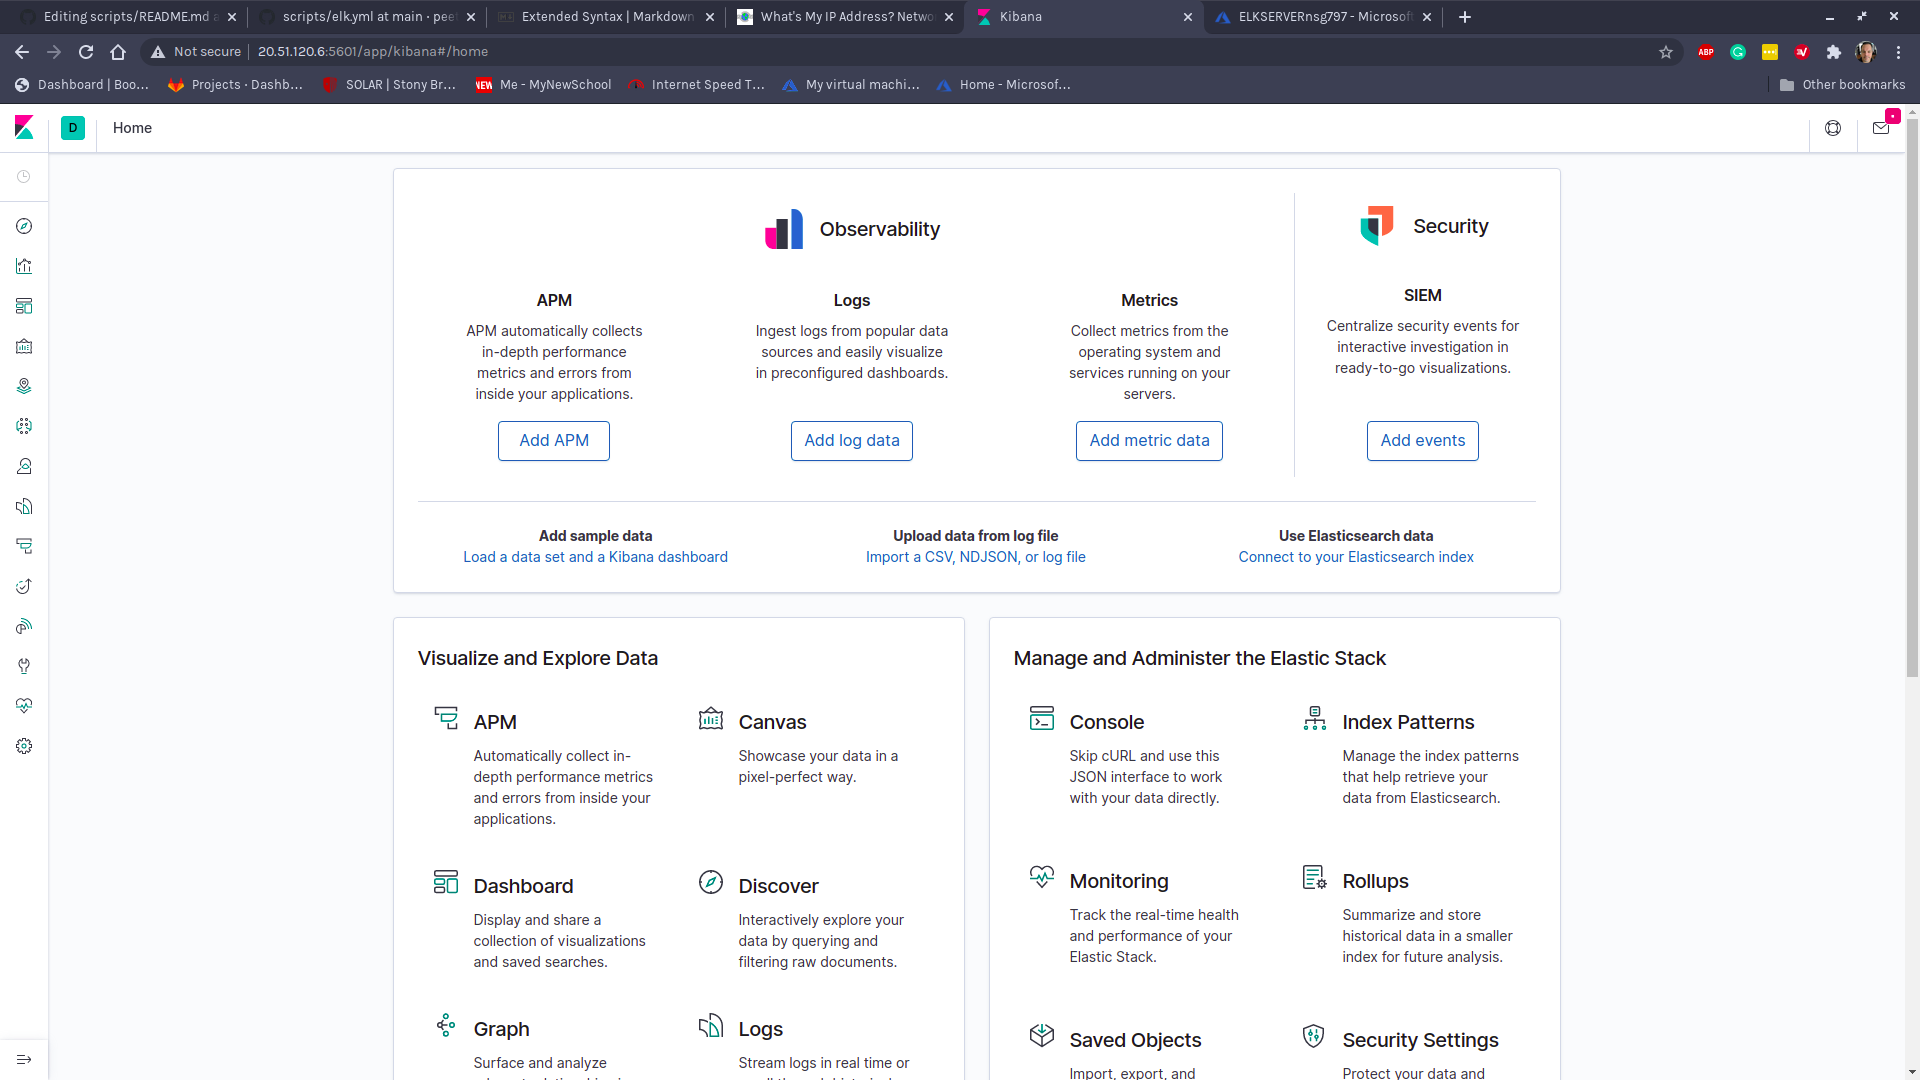 Editing scripts/README.md a
scripts/elk.yml at main · pee
Extended Syntax | Markdown
What's My IP Address? Netwo
Kibana
ELKSERVERnsg797 - Microsoft
Not secure
20.51.120.6:5601/app/kibana#/home
ABP
Dashboard | Boo...
Projects · Dashb...
SOLAR | Stony Br...
NEW
Me - MyNewSchool
Internet Speed T...
My virtual machi...
Home - Microsof...
Other bookmarks
D
Home
Observability
Security
APM
APM automatically collects
in-depth performance
metrics and errors from
inside your applications.
Add APM
Logs
Ingest logs from popular data
sources and easily visualize
in preconfigured dashboards.
Add log data
Metrics
Collect metrics from the
operating system and
services running on your
servers.
Add metric data
SIEM
Centralize security events for
interactive investigation in
ready-to-go visualizations.
Add events
Add sample data
Load a data set and a Kibana dashboard
Upload data from log file
Import a CSV, NDJSON, or log file
Use Elasticsearch data
Connect to your Elasticsearch index
Visualize and Explore Data
APM
Automatically collect in-
depth performance metrics
and errors from inside your
applications.
Canvas
Showcase your data in a
pixel-perfect way.
Dashboard
Display and share a
collection of visualizations
and saved searches.
Discover
Interactively explore your
data by querying and
filtering raw documents.
Graph
Surface and analyze
Logs
Stream logs in real time or
Manage and Administer the Elastic Stack
Console
Skip cURL and use this
JSON interface to work
with your data directly.
Index Patterns
Manage the index patterns
that help retrieve your
data from Elasticsearch.
Monitoring
Track the real-time health
and performance of your
Elastic Stack.
Rollups
Summarize and store
historical data in a smaller
index for future analysis.
Saved Objects
Import, export, and
Security Settings
Protect your data and